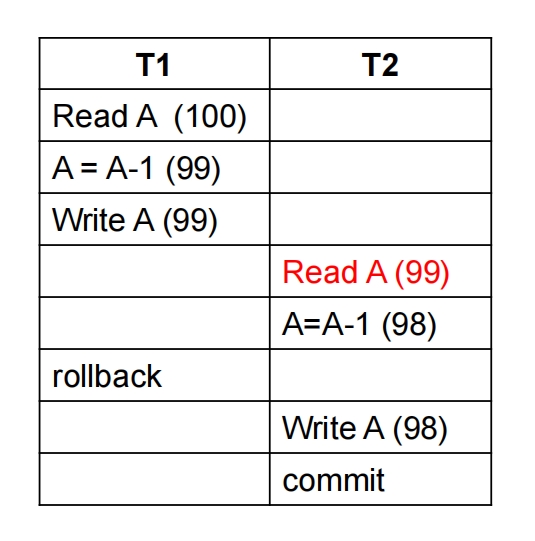 T1 T2
Read A (100)
A = A-1 (99)
Write A (99)
Read A (99)
A=A-1 (98)
rollback
Write A (98)
commit